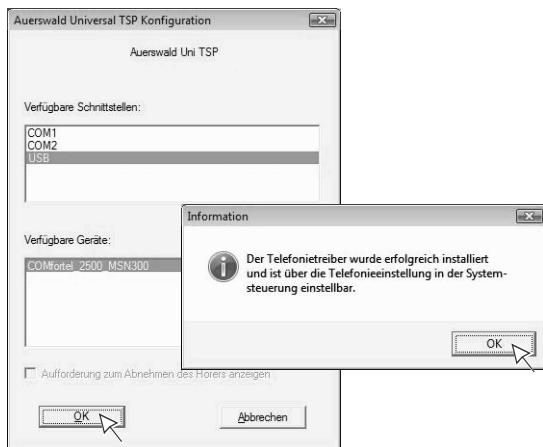 Auerswald Universal TSP Konfiguration
Auerswald Uni TSP
Verfügbare Schnittstellen:
COM1
COM2
USB
Verfügbare Geräte:
COMfortel_2500_MSN300
Aufforderung zum Abnehmen des Hörers anzeigen
OK
Abbrechen
Information
Der Telefonietreiber wurde erfolgreich installiert
und ist über die Telefonieeinstellung in der System-
steuerung einstellbar.
OK